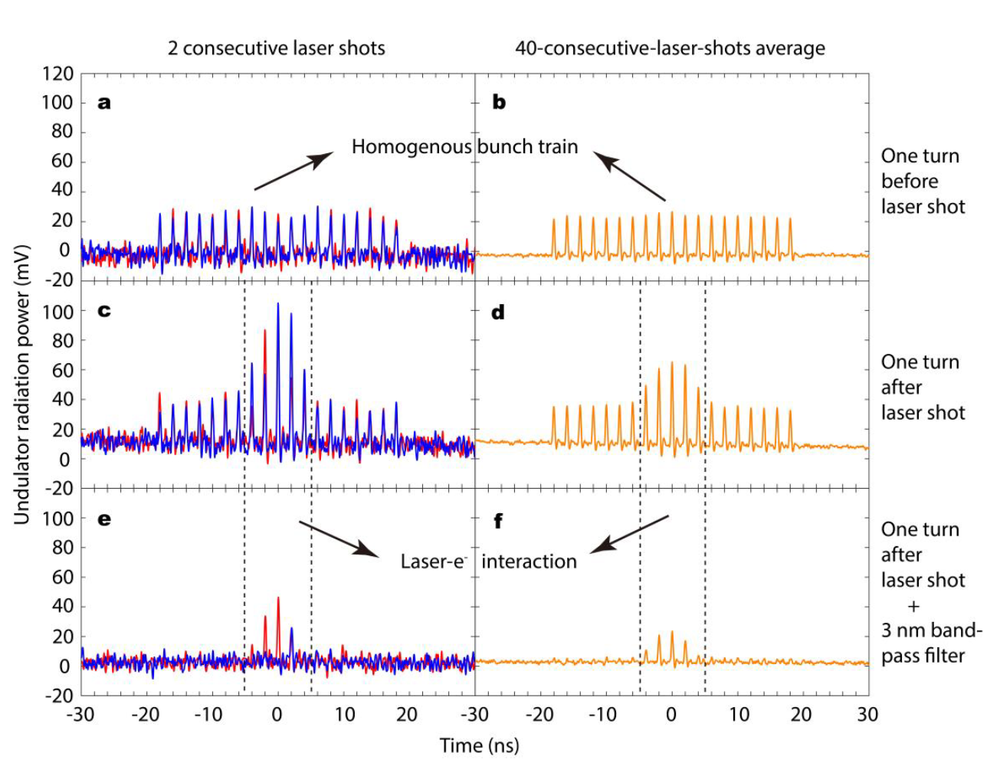 2 consecutive laser shots
40-consecutive-laser-shots average
120
100
80
60
40
20
0
-20
a
b
Homogenous bunch train
One turn
before
laser shot
100
80
60
40
20
0
-20
c
d
One turn
after
laser shot
100
80
60
40
20
0
-20
e
f
Laser-e⁻ interaction
One turn
after
laser shot
+
3 nm band-
pass filter
Undulator radiation power (mV)
-30 -20 -10 0 10 20 -30 -20 -10 0 10 20 30
Time (ns)